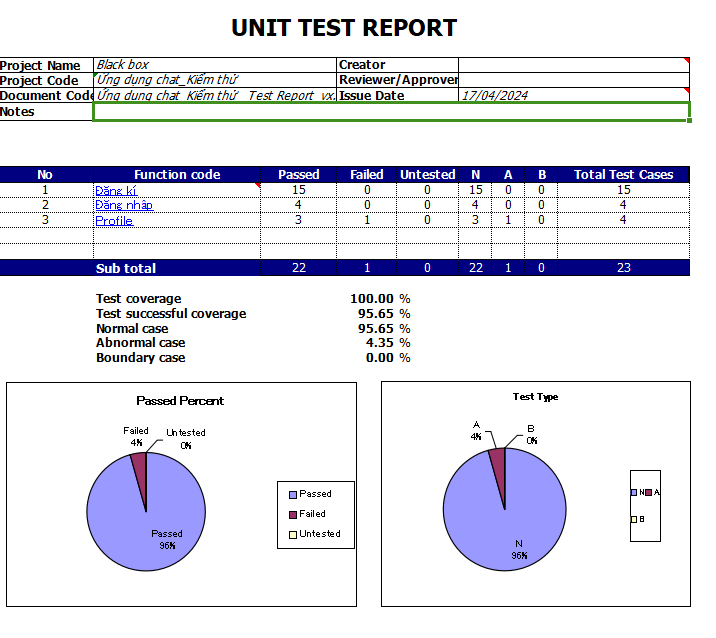 UNIT TEST REPORT
Project Name Black box Creator
Project Code Ứng dụng chat_Kiểm thử Reviewer/Approver
Document Code Ứng dụng chat_Kiểm thử_Test Report_vx. Issue Date 17/04/2024
Notes
No Function code Passed Failed Untested N A B Total Test Cases
1 Đăng kí 15 0 0 15 0 0 15
2 Đăng nhập 4 0 0 4 0 0 4
3 Profile 3 1 0 3 1 0 4
Sub total 22 1 0 22 1 0 23
Test coverage 100.00 %
Test successful coverage 95.65 %
Normal case 95.65 %
Abnormal case 4.35 %
Boundary case 0.00 %
Passed Percent
Failed
4%
Untested
0%
Passed
96%
Passed
Failed
Untested
Test Type
A
4%
B
0%
N
96%
N A
B